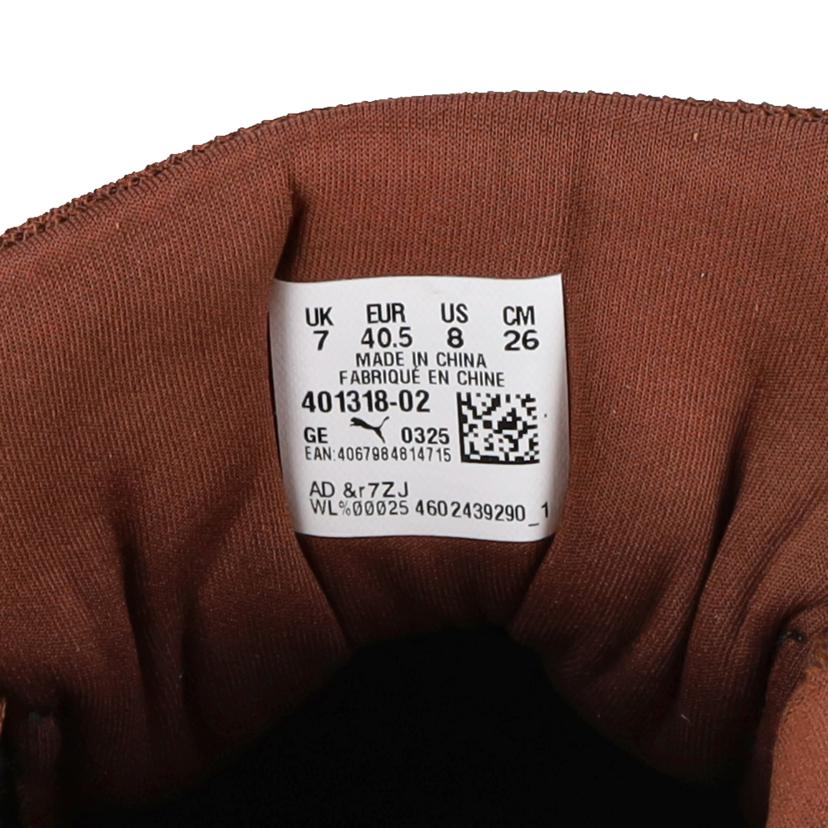 UK EUR US CM
7 40.5 8 26
MADE IN CHINA
FABRIQUÉ EN CHINE
401318-02
GE 0325
EAN:4067984814715
AD &r7ZJ
WL%00025 4602439290_1